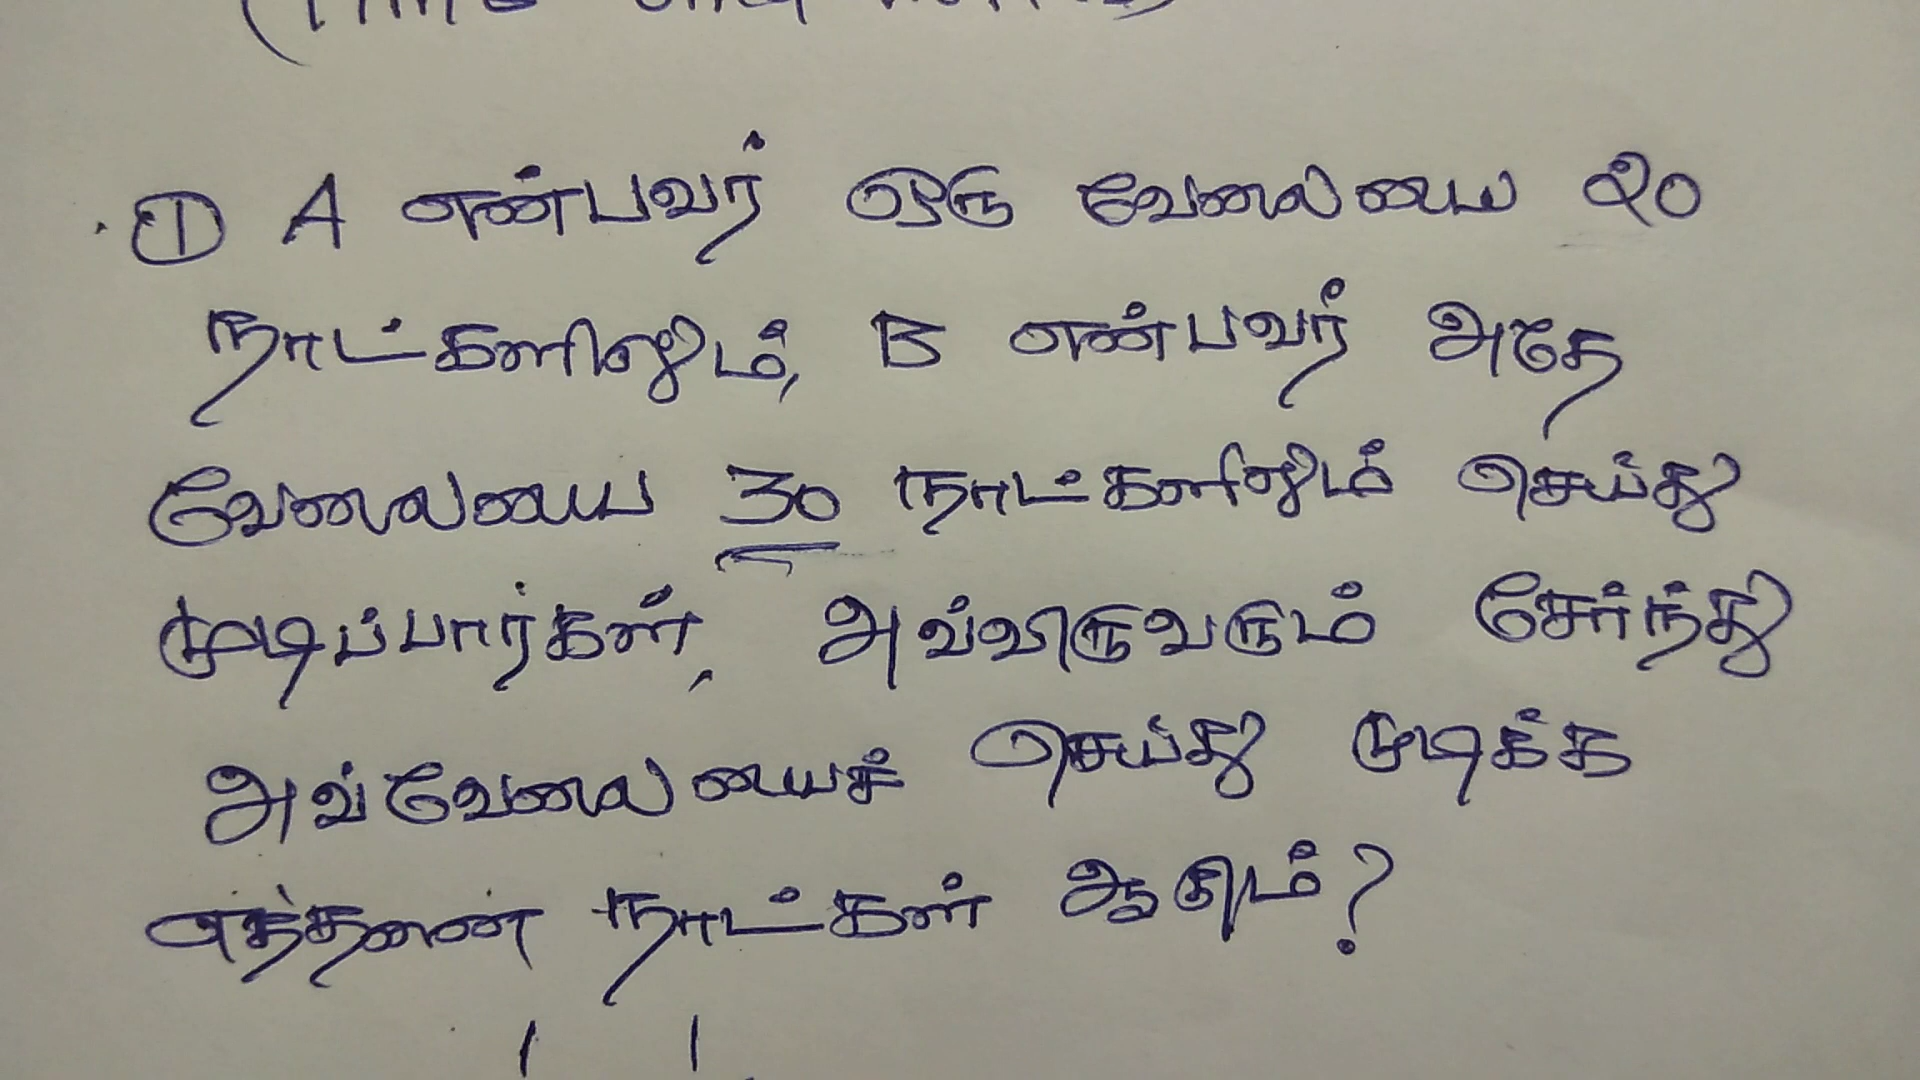 ① A என்பவர் ஒரு வேலையை 20
நாட்களிலும், B என்பவர் அதே
வேலையை 30 நாட்களிலும் செய்து
முடிப்பார்கள், அவ்விருவரும் சேர்ந்து
அவ்வேலையைச் செய்து முடிக்க
எத்தனை நாட்கள் ஆகும்?